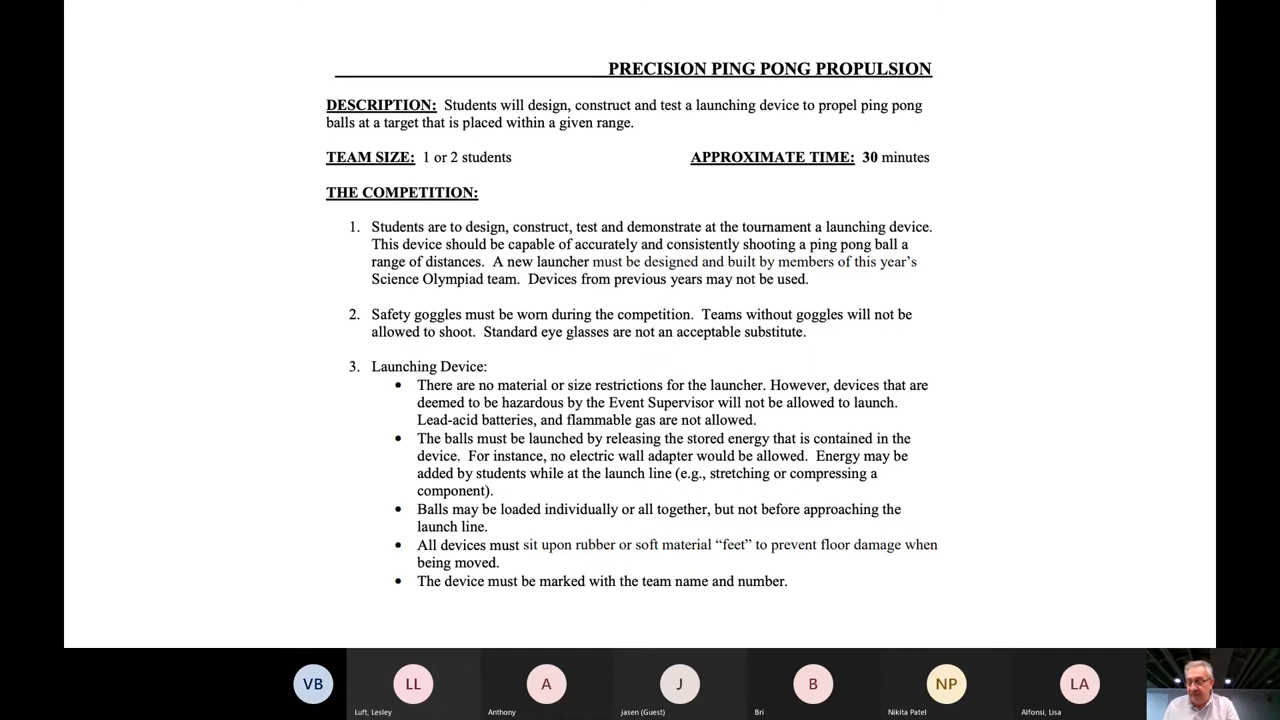 PRECISION PING PONG PROPULSION
DESCRIPTION: Students will design, construct and test a launching device to propel ping pong
balls at a target that is placed within a given range.
TEAM SIZE: 1 or 2 students APPROXIMATE TIME: 30 minutes
THE COMPETITION:
1. Students are to design, construct, test and demonstrate at the tournament a launching device.
This device should be capable of accurately and consistently shooting a ping pong ball a
range of distances. A new launcher must be designed and built by members of this year’s
Science Olympiad team. Devices from previous years may not be used.
2. Safety goggles must be worn during the competition. Teams without goggles will not be
allowed to shoot. Standard eye glasses are not an acceptable substitute.
3. Launching Device:
• There are no material or size restrictions for the launcher. However, devices that are
deemed to be hazardous by the Event Supervisor will not be allowed to launch.
Lead-acid batteries, and flammable gas are not allowed.
• The balls must be launched by releasing the stored energy that is contained in the
device. For instance, no electric wall adapter would be allowed. Energy may be
added by students while at the launch line (e.g., stretching or compressing a
component).
• Balls may be loaded individually or all together, but not before approaching the
launch line.
• All devices must sit upon rubber or soft material “feet” to prevent floor damage when
being moved.
• The device must be marked with the team name and number.
VB LL A J B NP LA
Luft, Lesley Anthony jasen (Guest) Bri Nikita Patel Alfonsi, Lisa